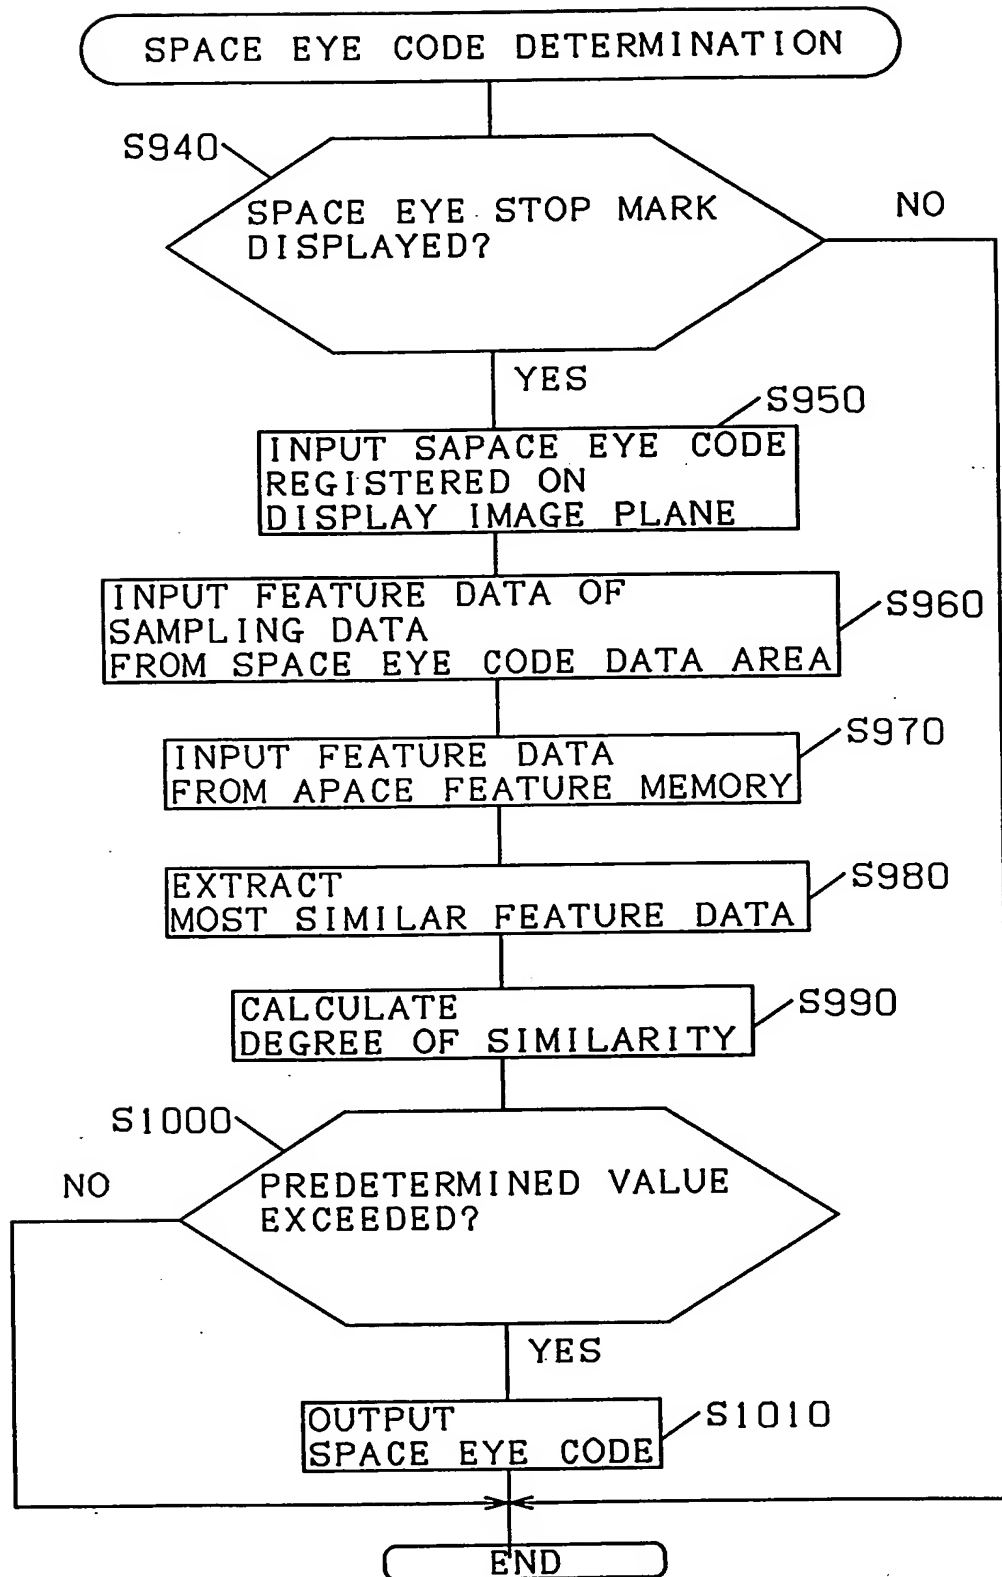 SPACE EYE CODE DETERMINATION
S940
SPACE EYE STOP MARK
DISPLAYED?
NO
YES
S950
INPUT SAPACE EYE CODE
REGISTERED ON
DISPLAY IMAGE PLANE
INPUT FEATURE DATA OF
SAMPLING DATA
FROM SPACE EYE CODE DATA AREA
S960
INPUT FEATURE DATA
FROM APACE FEATURE MEMORY
S970
EXTRACT
MOST SIMILAR FEATURE DATA
S980
CALCULATE
DEGREE OF SIMILARITY
S990
S1000
NO
PREDETERMINED VALUE
EXCEEDED?
YES
OUTPUT
SPACE EYE CODE
S1010
END